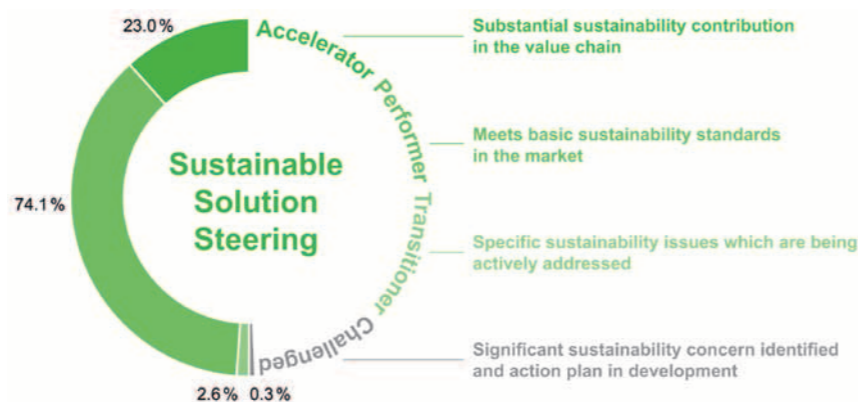 23.0 %
Accelerator
Substantial sustainability contribution
in the value chain
Performer
Meets basic sustainability standards
in the market
Sustainable
Solution
Steering
74.1 %
Transitioner
Specific sustainability issues which are being
actively addressed
Challenged
Significant sustainability concern identified
and action plan in development
2.6 %
0.3 %